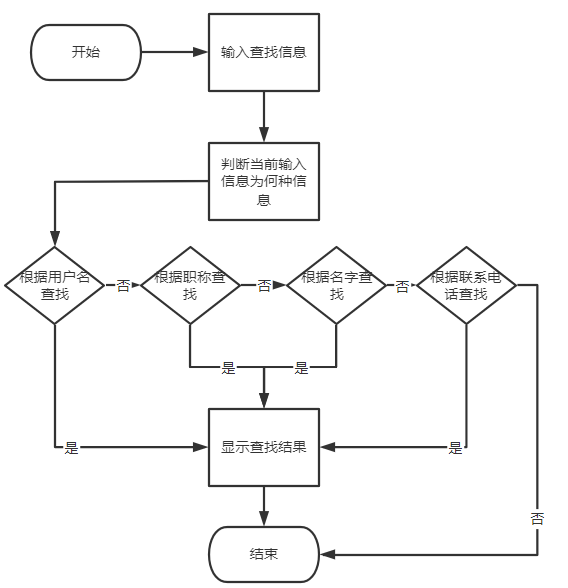 开始
输入查找信息
判断当前输入
信息为何种信
息
根据用户名
查找
否
根据职称查
找
否
根据名字查
找
否
根据联系电
话查找
是
是
是
显示查找结果
是
否
结束